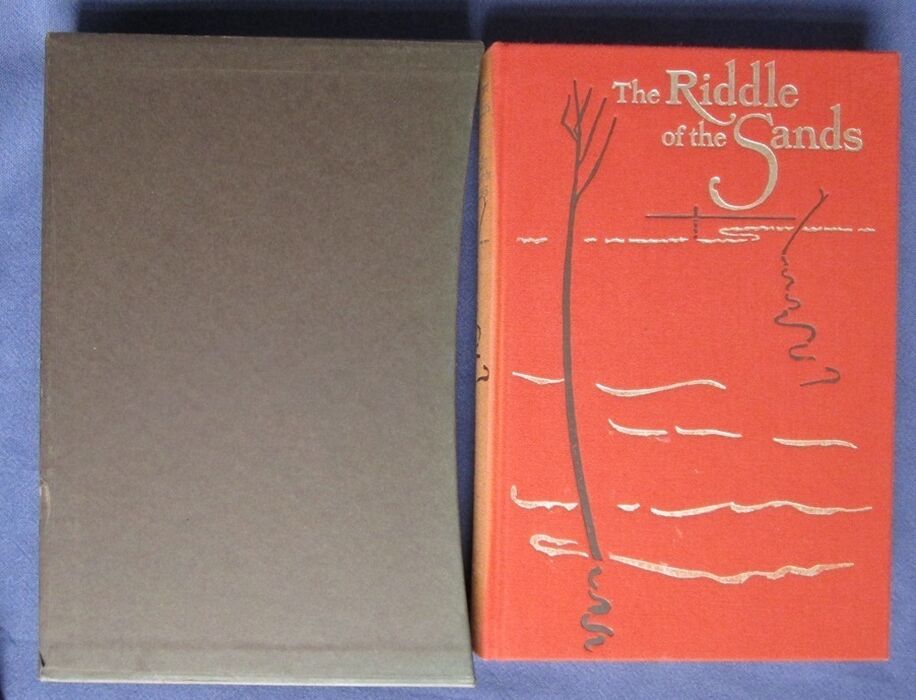 The Riddle
of the Sands